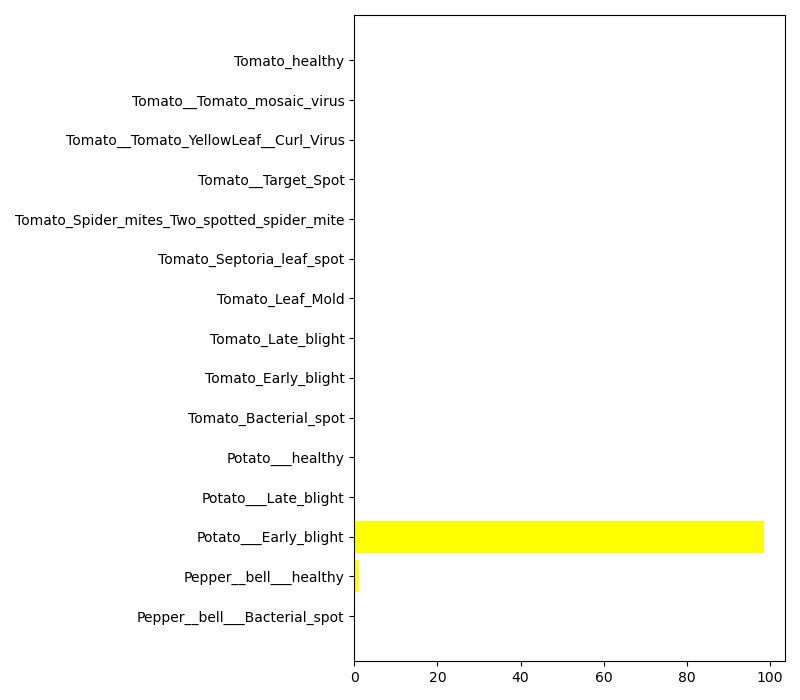 Tomato_healthy
Tomato__Tomato_mosaic_virus
Tomato__Tomato_YellowLeaf__Curl_Virus
Tomato__Target_Spot
Tomato_Spider_mites_Two_spotted_spider_mite
Tomato_Septoria_leaf_spot
Tomato_Leaf_Mold
Tomato_Late_blight
Tomato_Early_blight
Tomato_Bacterial_spot
Potato___healthy
Potato___Late_blight
Potato___Early_blight
Pepper__bell___healthy
Pepper__bell___Bacterial_spot
0 20 40 60 80 100